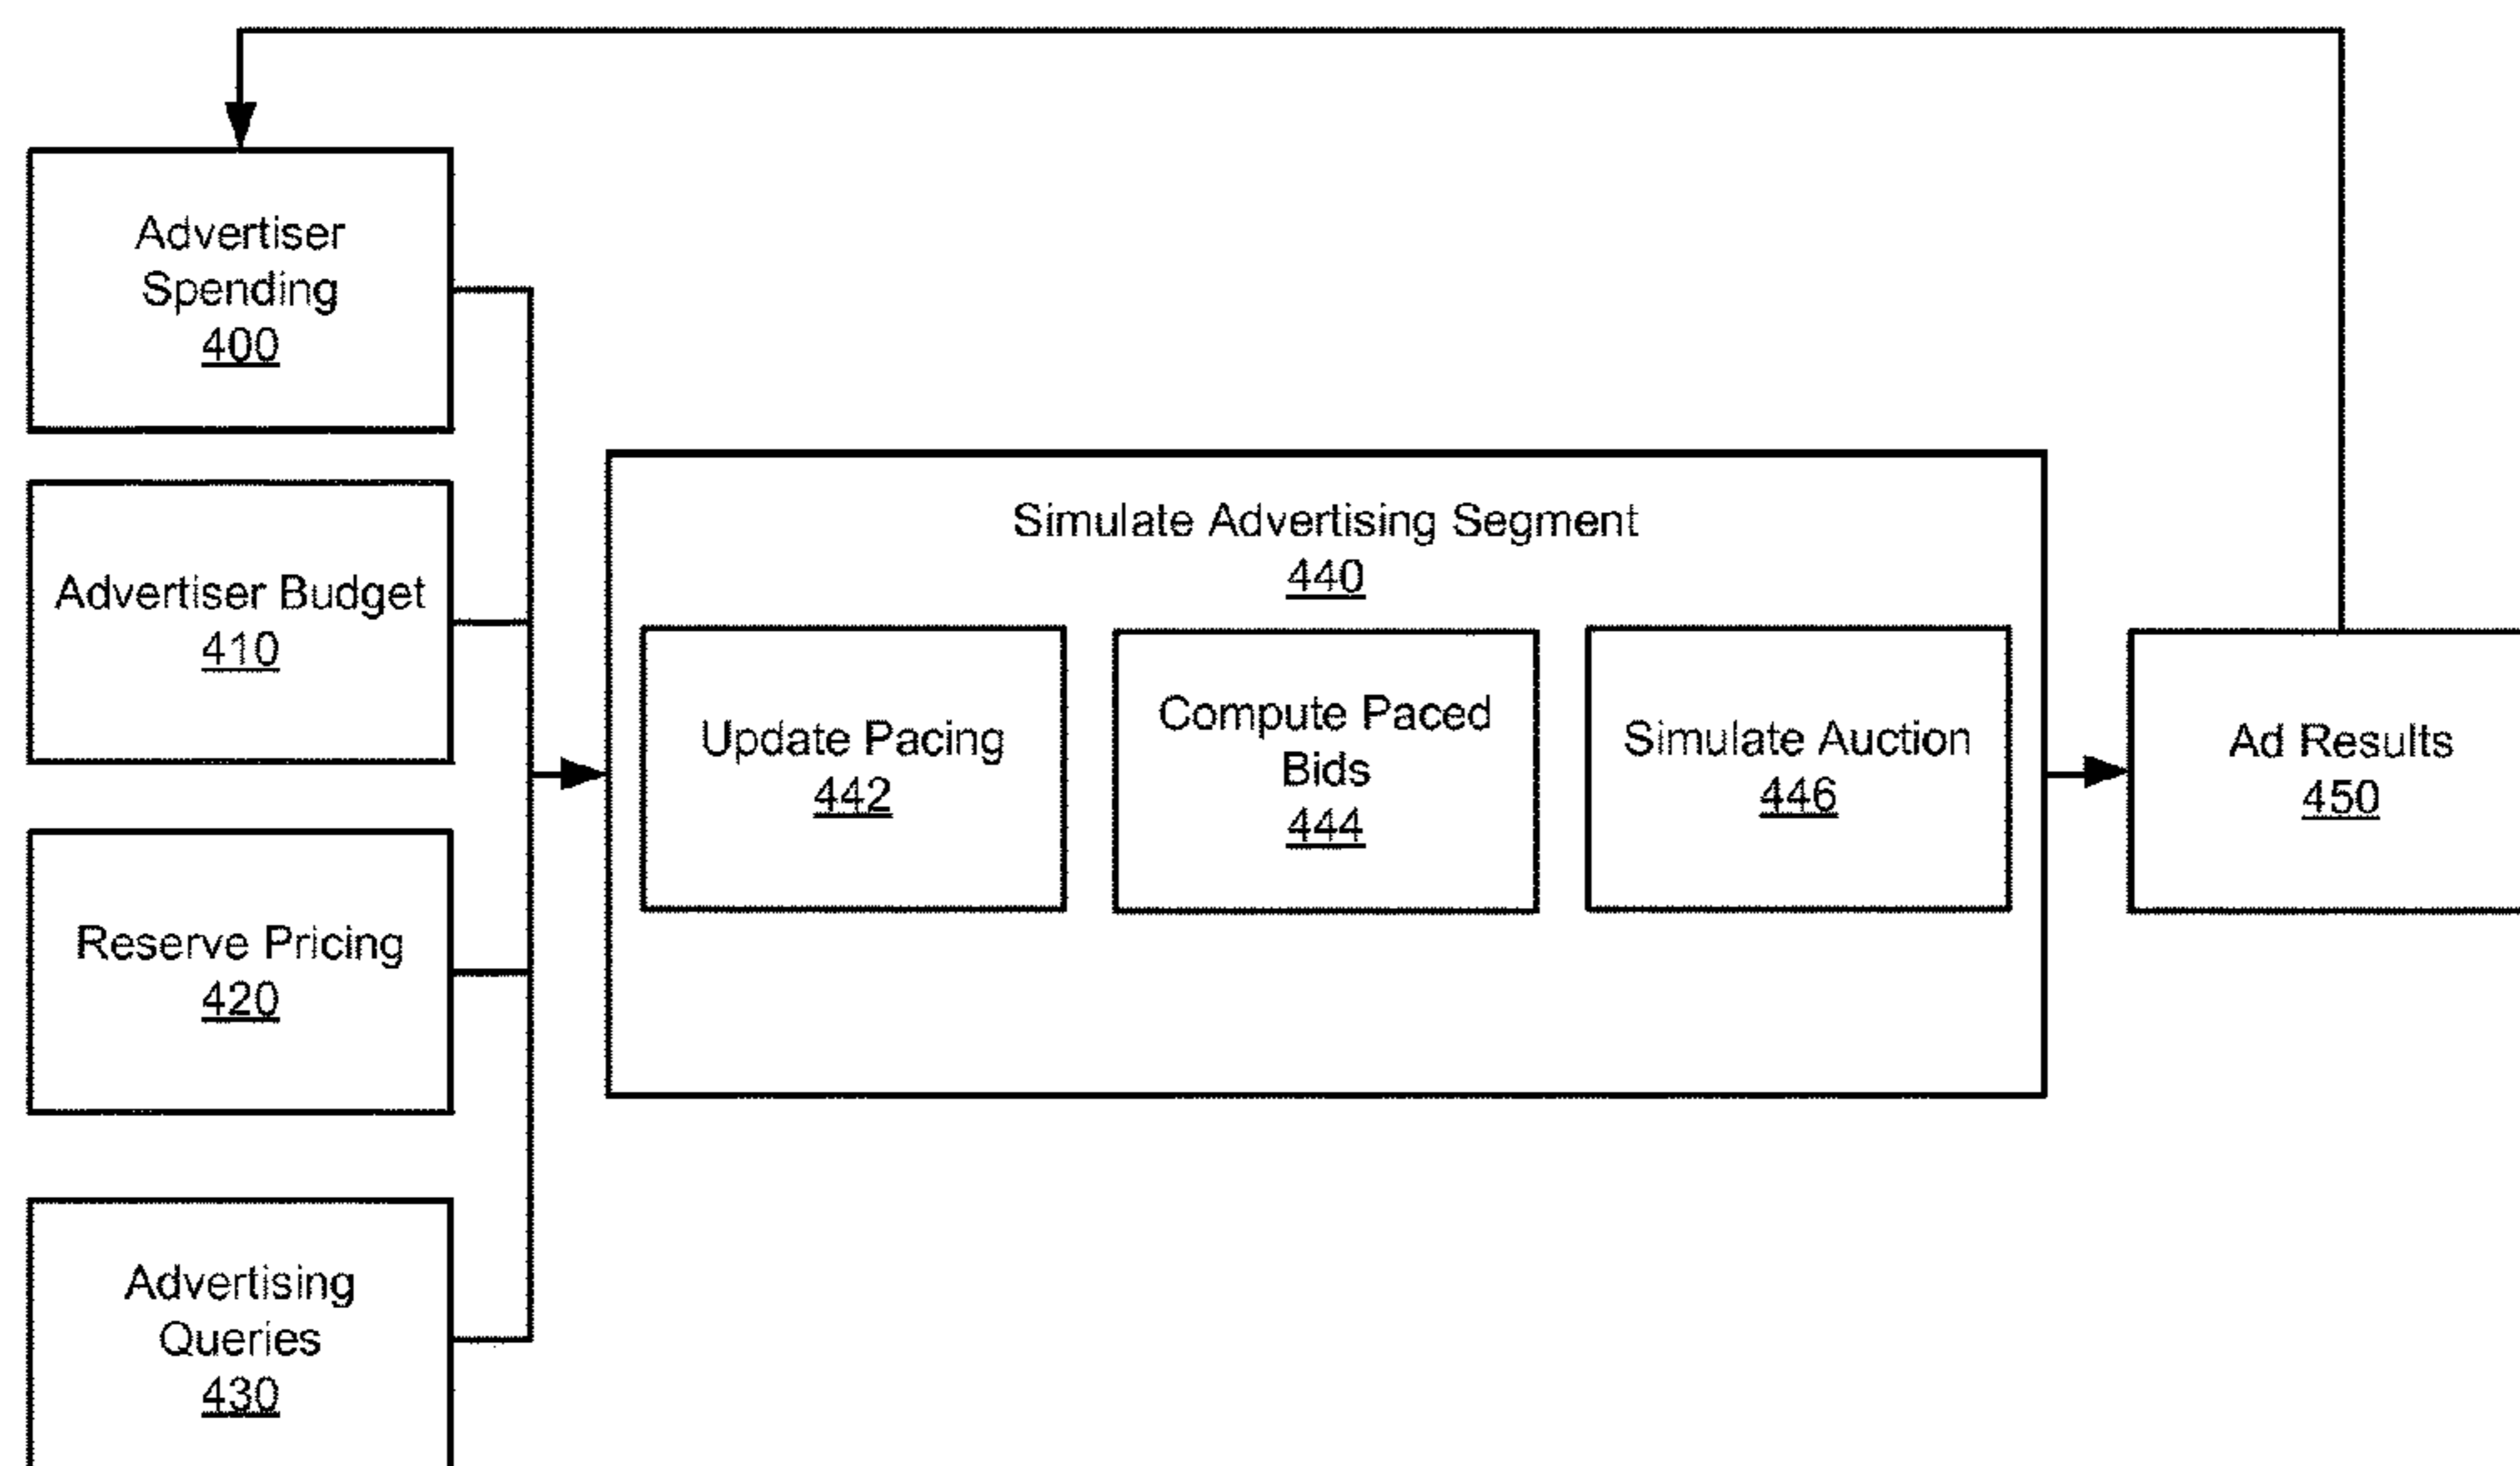 Advertiser
Spending
400
Advertiser Budget
410
Reserve Pricing
420
Advertising
Queries
430
Simulate Advertising Segment
440
Update Pacing
442
Compute Paced
Bids
444
Simulate Auction
446
Ad Results
450